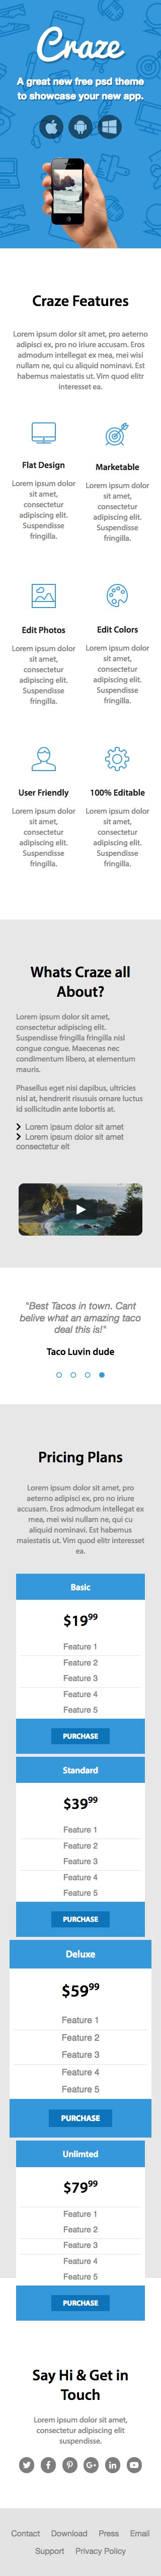 Craze
A great new free psd theme
to showcase your new app.
Craze Features
Lorem ipsum dolor sit amet, pro aeterno
adipisci ex, pro no iriure accusam. Eros
admodum intellegat ex mea, mei wisi
nullam ne, qui cu aliquid nominavi. Est
habemus maiestatis ut. Vim quod elitr
interesset ea.
Flat Design
Lorem ipsum dolor
sit amet,
consectetur
adipiscing elit.
Suspendisse
fringilla.
Marketable
Lorem ipsum dolor
sit amet,
consectetur
adipiscing elit.
Suspendisse
fringilla.
Edit Photos
Lorem ipsum dolor
sit amet,
consectetur
adipiscing elit.
Suspendisse
fringilla.
Edit Colors
Lorem ipsum dolor
sit amet,
consectetur
adipiscing elit.
Suspendisse
fringilla.
User Friendly
Lorem ipsum dolor
sit amet,
consectetur
adipiscing elit.
Suspendisse
fringilla.
100% Editable
Lorem ipsum dolor
sit amet,
consectetur
adipiscing elit.
Suspendisse
fringilla.
Whats Craze all
About?
Lorem ipsum dolor sit amet,
consectetur adipiscing elit.
Suspendisse fringilla fringilla nisl
congue congue. Maecenas nec
condimentum libero, at elementum
mauris.
Phasellus eget nisi dapibus, ultricies
nisl at, hendrerit risusuis ornare luctus
id sollicitudin ante lobortis at.
Lorem ipsum dolor sit amet
Lorem ipsum dolor sit amet
consectetur elt
"Best Tacos in town. Cant
belive what an amazing taco
deal this is!"
Taco Luvin dude
Pricing Plans
Lorem ipsum dolor sit amet, pro
aeterno adipisci ex, pro no iriure
accusam. Eros admodum intellegat ex
mea, mei wisi nullam ne, qui cu
aliquid nominavi. Est habemus
maiestatis ut. Vim quod elitr interesset
ea.
Basic
$19.99
Feature 1
Feature 2
Feature 3
Feature 4
Feature 5
PURCHASE
Standard
$39.99
Feature 1
Feature 2
Feature 3
Feature 4
Feature 5
PURCHASE
Deluxe
$59.99
Feature 1
Feature 2
Feature 3
Feature 4
Feature 5
PURCHASE
Unlimted
$79.99
Feature 1
Feature 2
Feature 3
Feature 4
Feature 5
PURCHASE
Say Hi & Get in
Touch
Lorem ipsum dolor sit amet,
consectetur adipiscing elit
suspendisse.
Contact Download Press Email
Support Privacy Policy